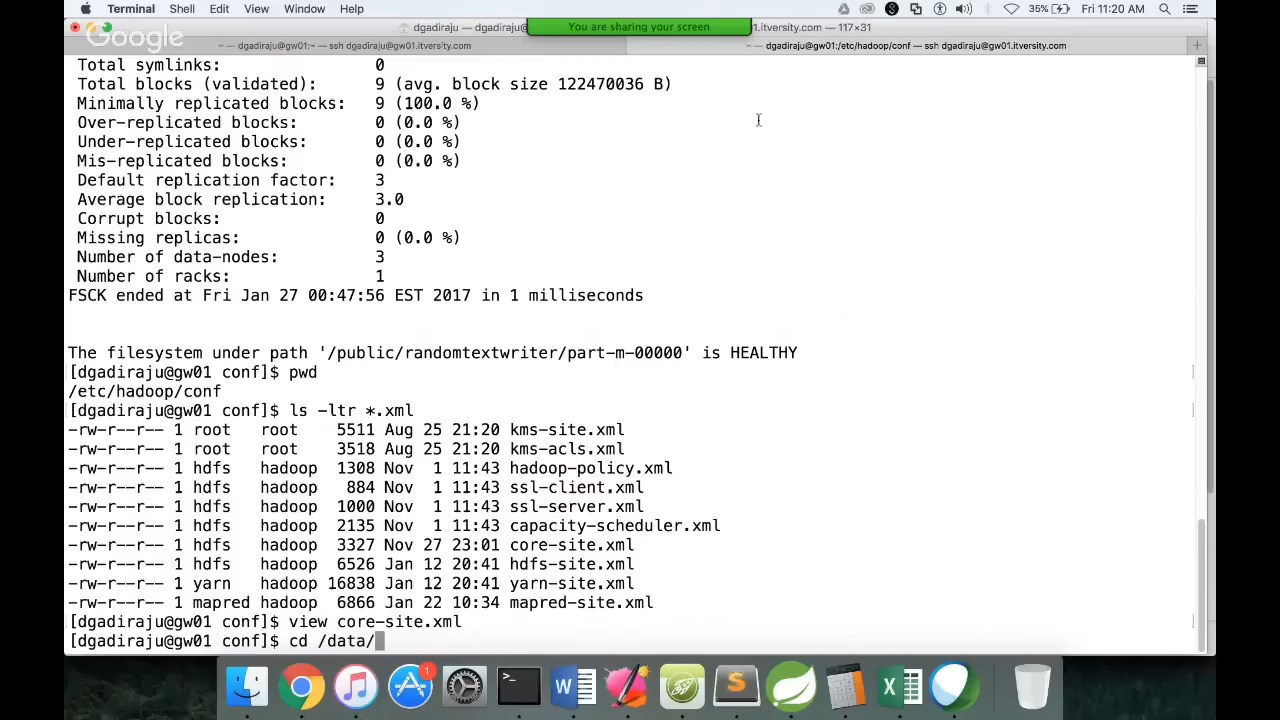 Terminal Shell Edit View Window Help 35% Fri 11:20 AM
Google
dgadiraju — dgadiraju@ You are sharing your screen 01.itversity.com — 117×31
~ — dgadiraju@gw01:~ — ssh dgadiraju@gw01.itversity.com
~ — dgadiraju@gw01:/etc/hadoop/conf — ssh dgadiraju@gw01.itversity.com
Total symlinks: 0
Total blocks (validated): 9 (avg. block size 122470036 B)
Minimally replicated blocks: 9 (100.0 %)
Over-replicated blocks: 0 (0.0 %)
Under-replicated blocks: 0 (0.0 %)
Mis-replicated blocks: 0 (0.0 %)
Default replication factor: 3
Average block replication: 3.0
Corrupt blocks: 0
Missing replicas: 0 (0.0 %)
Number of data-nodes: 3
Number of racks: 1
FSCK ended at Fri Jan 27 00:47:56 EST 2017 in 1 milliseconds
The filesystem under path '/public/randomtextwriter/part-m-00000' is HEALTHY
[dgadiraju@gw01 conf]$ pwd
/etc/hadoop/conf
[dgadiraju@gw01 conf]$ ls -ltr *.xml
-rw-r--r-- 1 root root 5511 Aug 25 21:20 kms-site.xml
-rw-r--r-- 1 root root 3518 Aug 25 21:20 kms-acls.xml
-rw-r--r-- 1 hdfs hadoop 1308 Nov 1 11:43 hadoop-policy.xml
-rw-r--r-- 1 hdfs hadoop 884 Nov 1 11:43 ssl-client.xml
-rw-r--r-- 1 hdfs hadoop 1000 Nov 1 11:43 ssl-server.xml
-rw-r--r-- 1 hdfs hadoop 2135 Nov 1 11:43 capacity-scheduler.xml
-rw-r--r-- 1 hdfs hadoop 3327 Nov 27 23:01 core-site.xml
-rw-r--r-- 1 hdfs hadoop 6526 Jan 12 20:41 hdfs-site.xml
-rw-r--r-- 1 yarn hadoop 16838 Jan 12 20:41 yarn-site.xml
-rw-r--r-- 1 mapred hadoop 6866 Jan 22 10:34 mapred-site.xml
[dgadiraju@gw01 conf]$ view core-site.xml
[dgadiraju@gw01 conf]$ cd /data/
1